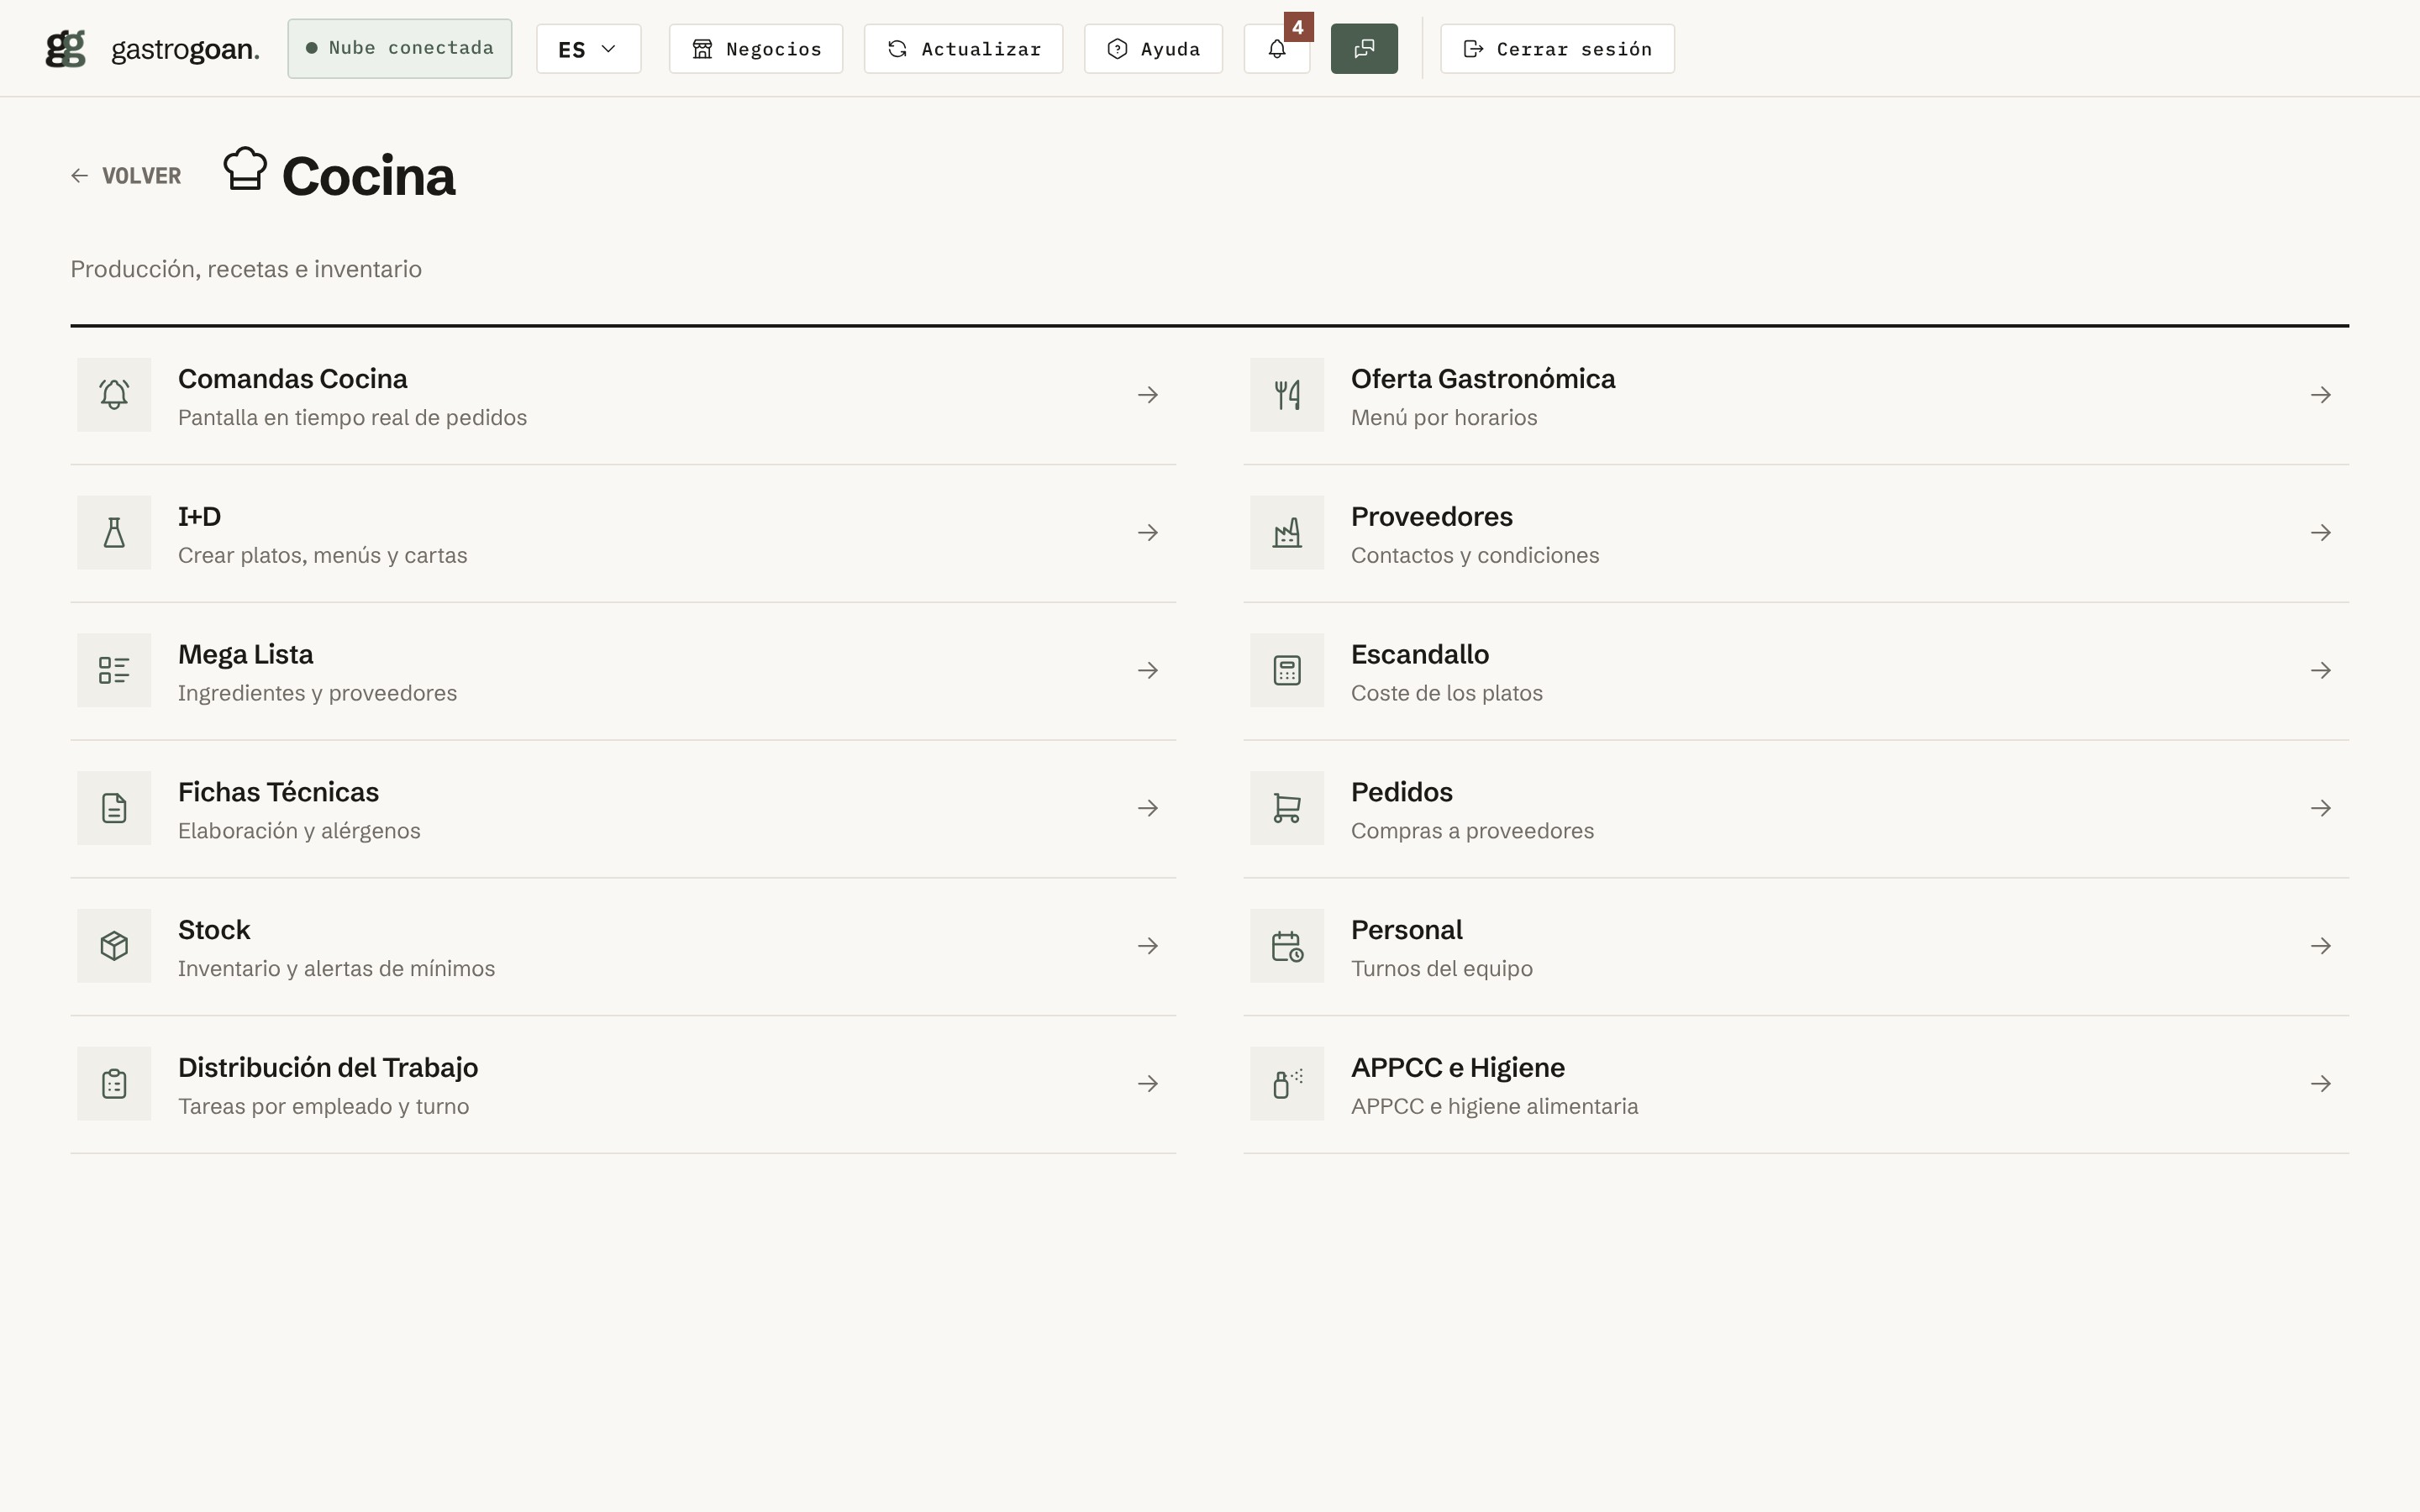 gg gastrogoan.
Nube conectada
ES
Negocios
Actualizar
Ayuda
4
Cerrar sesión
VOLVER
Cocina
Producción, recetas e inventario
Comandas Cocina
Pantalla en tiempo real de pedidos
Oferta Gastronómica
Menú por horarios
I+D
Crear platos, menús y cartas
Proveedores
Contactos y condiciones
Mega Lista
Ingredientes y proveedores
Escandallo
Coste de los platos
Fichas Técnicas
Elaboración y alérgenos
Pedidos
Compras a proveedores
Stock
Inventario y alertas de mínimos
Personal
Turnos del equipo
Distribución del Trabajo
Tareas por empleado y turno
APPCC e Higiene
APPCC e higiene alimentaria